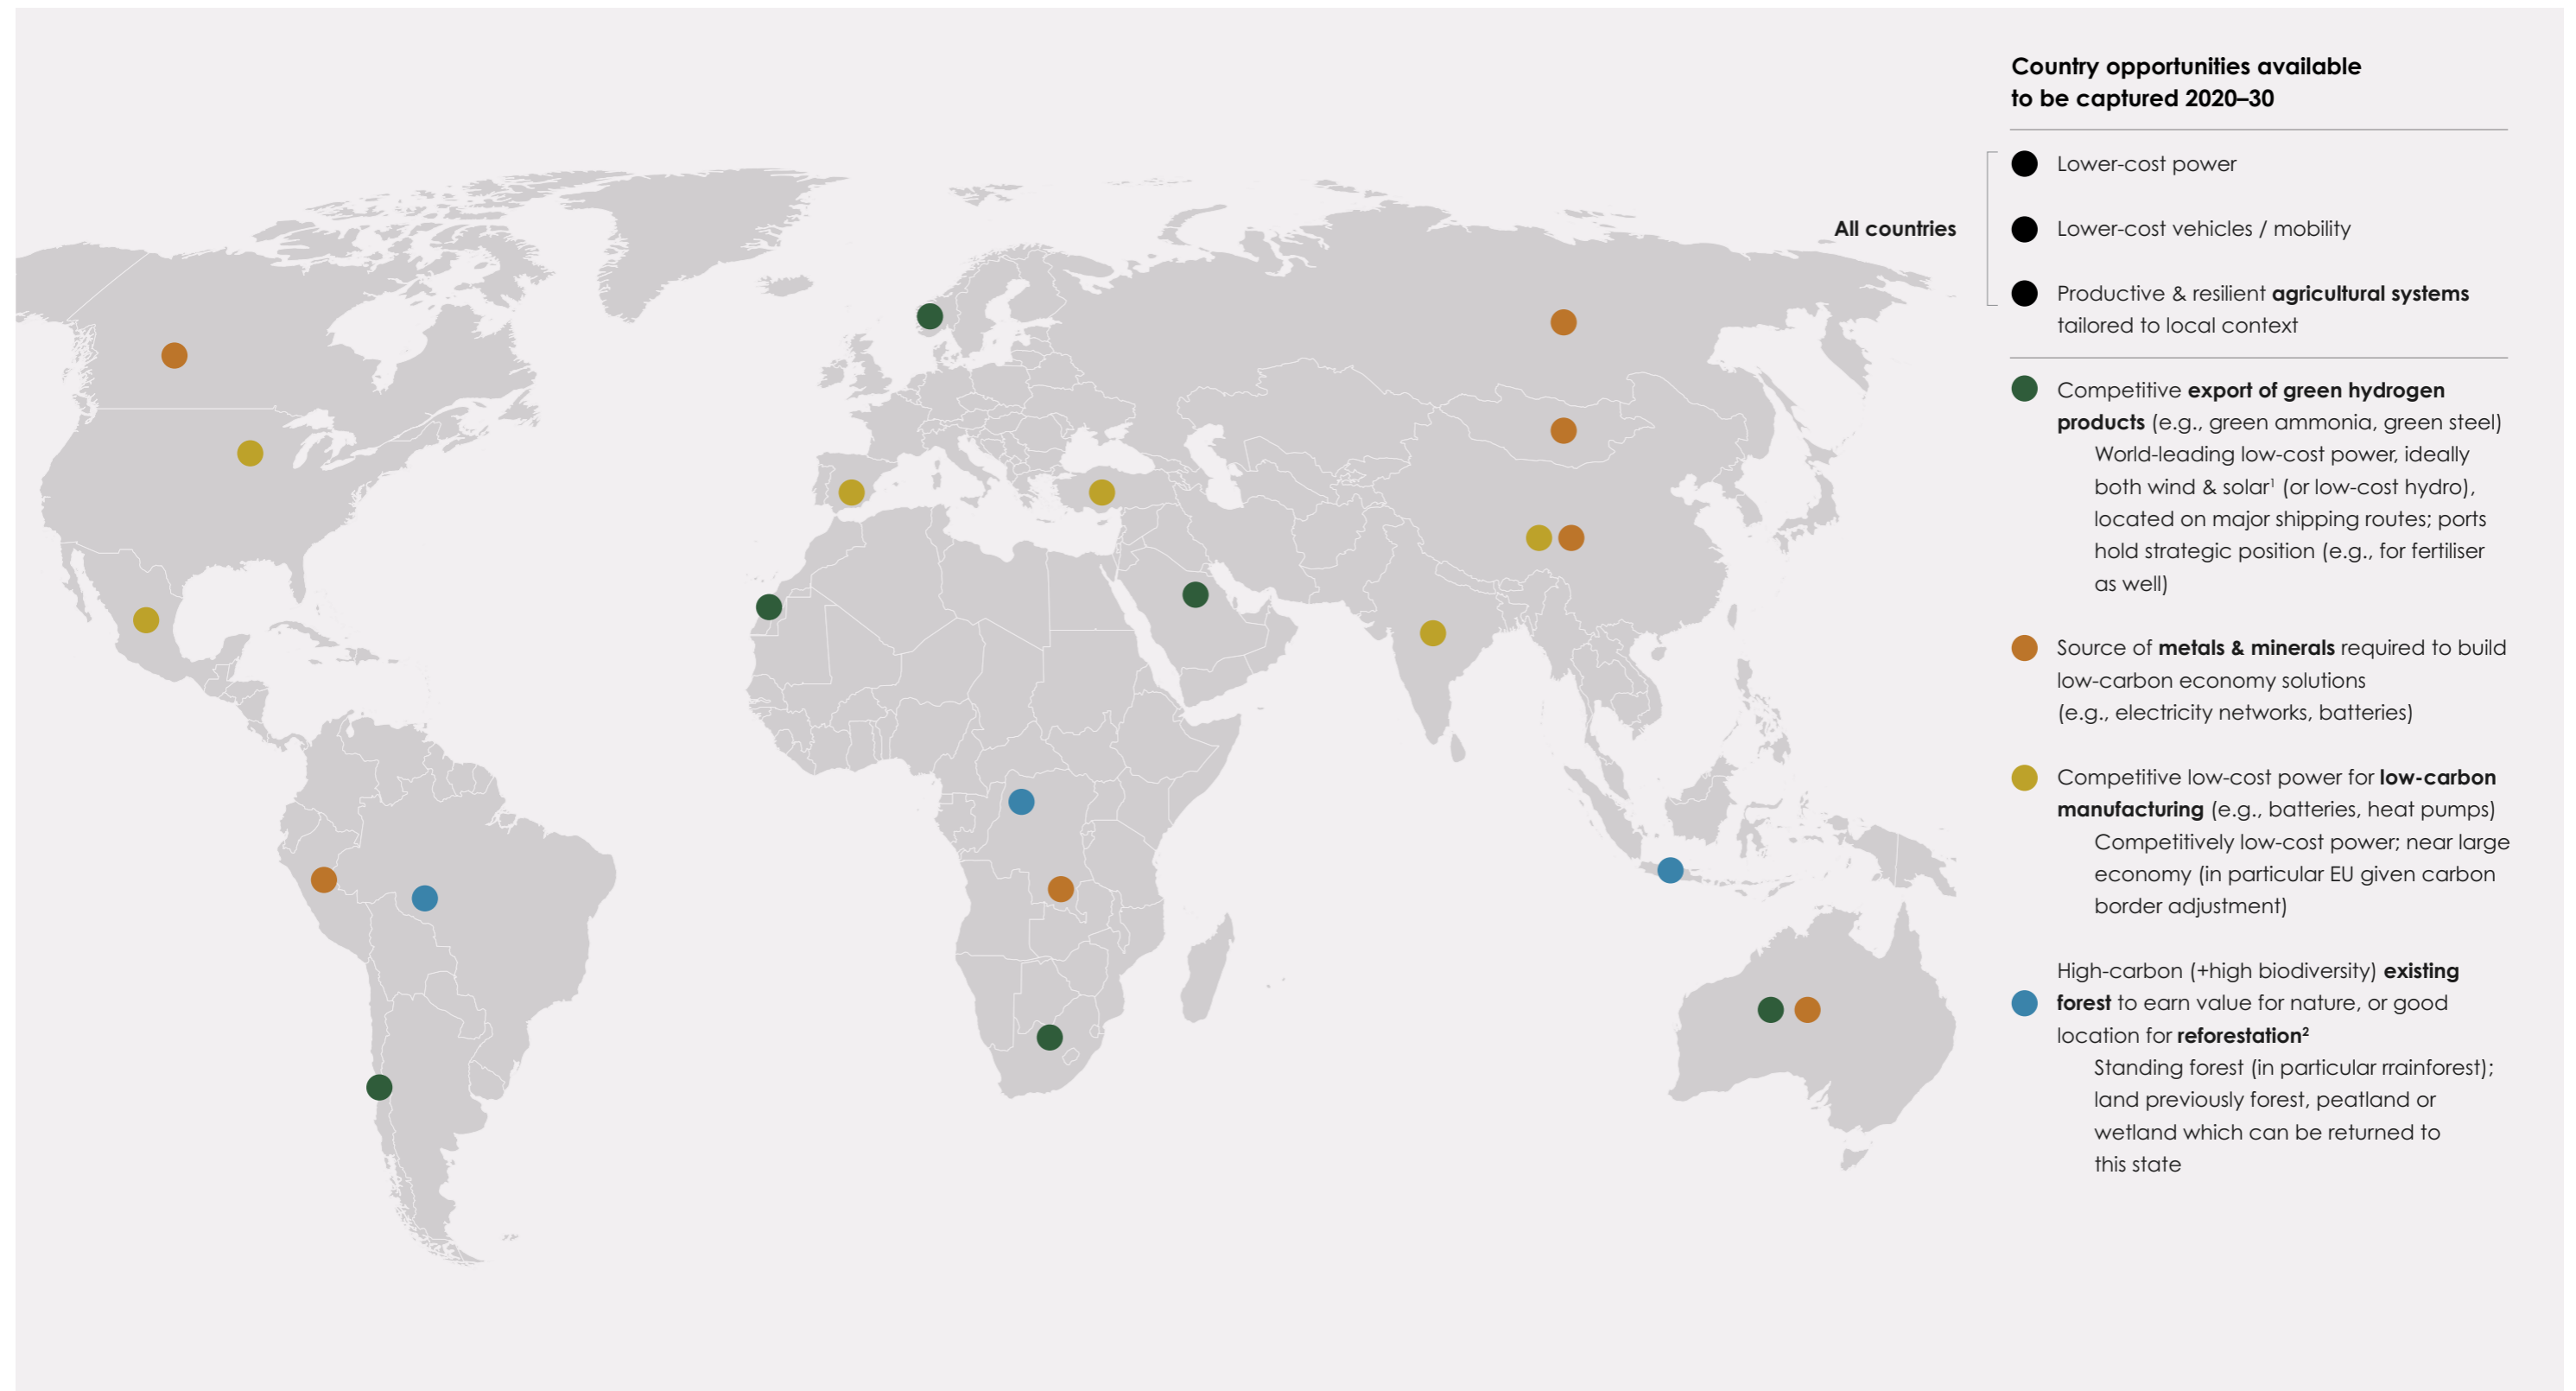 Country opportunities available
to be captured 2020–30
All countries
Lower-cost power
Lower-cost vehicles / mobility
Productive & resilient agricultural systems
tailored to local context
Competitive export of green hydrogen
products (e.g., green ammonia, green steel)
World-leading low-cost power, ideally
both wind & solar¹ (or low-cost hydro),
located on major shipping routes; ports
hold strategic position (e.g., for fertiliser
as well)
Source of metals & minerals required to build
low-carbon economy solutions
(e.g., electricity networks, batteries)
Competitive low-cost power for low-carbon
manufacturing (e.g., batteries, heat pumps)
Competitively low-cost power; near large
economy (in particular EU given carbon
border adjustment)
High-carbon (+high biodiversity) existing
forest to earn value for nature, or good
location for reforestation²
Standing forest (in particular rrainforest);
land previously forest, peatland or
wetland which can be returned to
this state